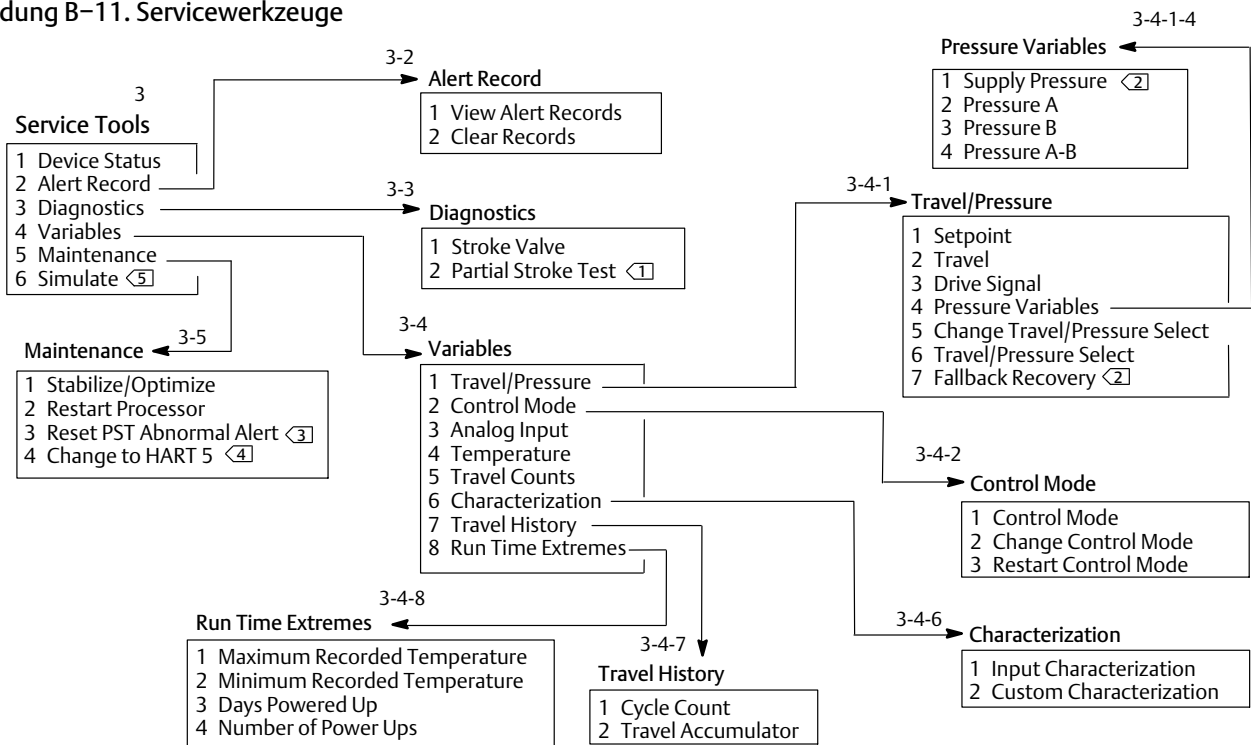 dung B-11. Servicewerkzeuge
3
Service Tools
1 Device Status
2 Alert Record
3 Diagnostics
4 Variables
5 Maintenance
6 Simulate 5
3-2
Alert Record
1 View Alert Records
2 Clear Records
3-3
Diagnostics
1 Stroke Valve
2 Partial Stroke Test 1
3-5
Maintenance
1 Stabilize/Optimize
2 Restart Processor
3 Reset PST Abnormal Alert 3
4 Change to HART 5 4
3-4
Variables
1 Travel/Pressure
2 Control Mode
3 Analog Input
4 Temperature
5 Travel Counts
6 Characterization
7 Travel History
8 Run Time Extremes
3-4-1-4
Pressure Variables
1 Supply Pressure 2
2 Pressure A
3 Pressure B
4 Pressure A-B
3-4-1
Travel/Pressure
1 Setpoint
2 Travel
3 Drive Signal
4 Pressure Variables
5 Change Travel/Pressure Select
6 Travel/Pressure Select
7 Fallback Recovery 2
3-4-2
Control Mode
1 Control Mode
2 Change Control Mode
3 Restart Control Mode
3-4-6
Characterization
1 Input Characterization
2 Custom Characterization
3-4-7
Travel History
1 Cycle Count
2 Travel Accumulator
3-4-8
Run Time Extremes
1 Maximum Recorded Temperature
2 Minimum Recorded Temperature
3 Days Powered Up
4 Number of Power Ups